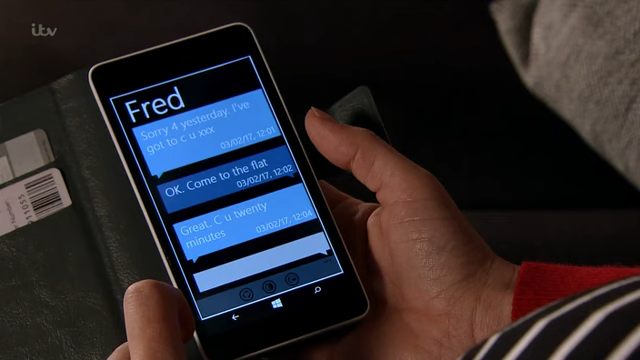 itv
Fred
Sorry 4 yesterday. I've
got to c u xxx
03/02/17, 12:01
OK. Come to the flat
03/02/17, 12:02
Great. C u twenty
minutes
03/02/17, 12:04